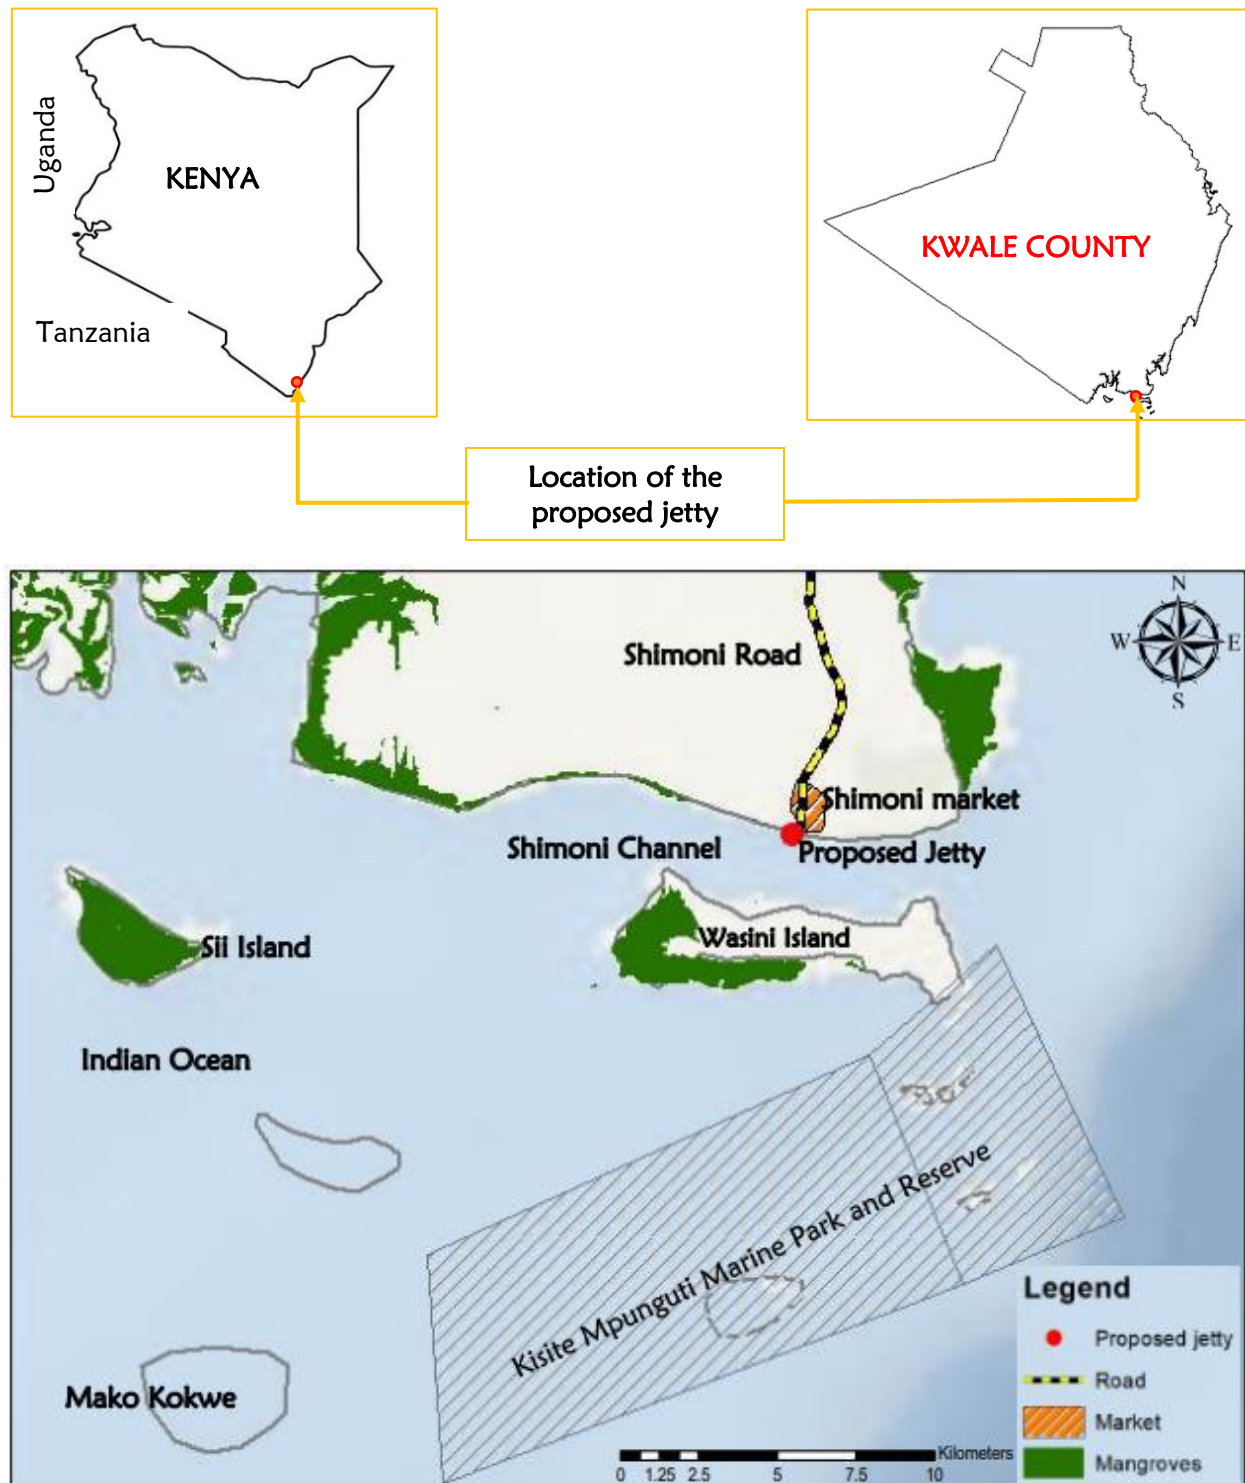 Uganda
KENYA
Tanzania
KWALE COUNTY
Location of the
proposed jetty
N
W
E
S
Shimoni Road
Shimoni market
Shimoni Channel
Proposed Jetty
Sii Island
Wasini Island
Indian Ocean
Kisite Mpunguti Marine Park and Reserve
Mako Kokwe
Legend
Proposed jetty
Road
Market
Mangroves
Kilometers
0 1.25 2.5 5 7.5 10